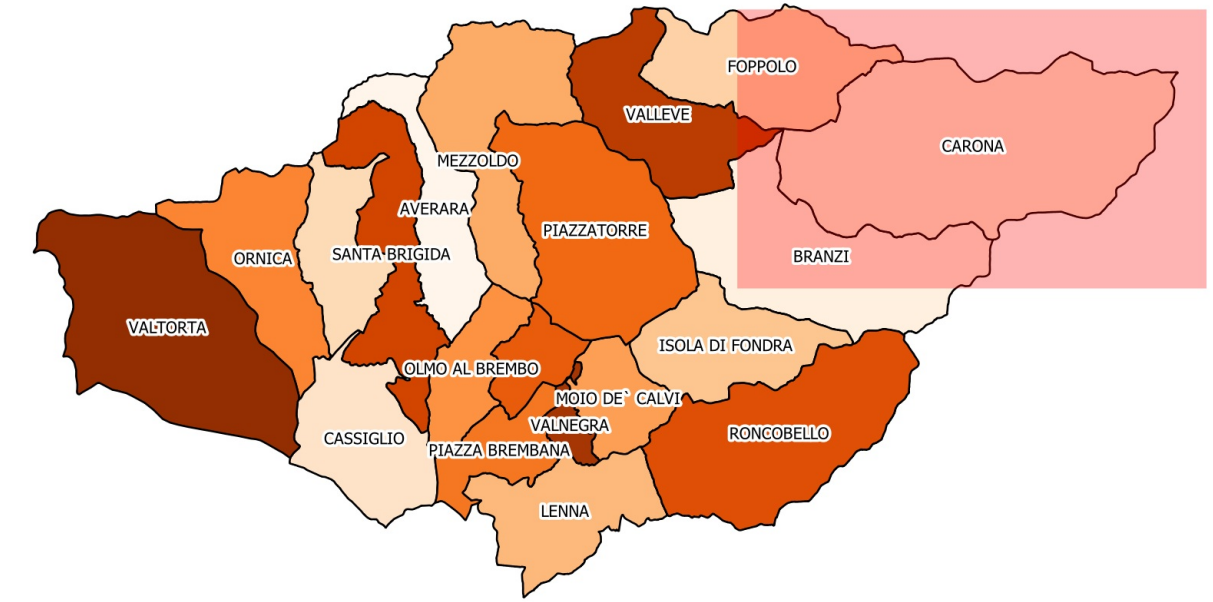 FOPPOLO
VALLEVE
CARONA
MEZZOLDO
AVERARA
PIAZZATORRE
ORNICA
SANTA BRIGIDA
BRANZI
VALTORTA
ISOLA DI FONDRA
OLMO AL BREMBO
MOIO DE` CALVI
VALNEGRA
RONCOBELLO
CASSIGLIO
PIAZZA BREMBANA
LENNA